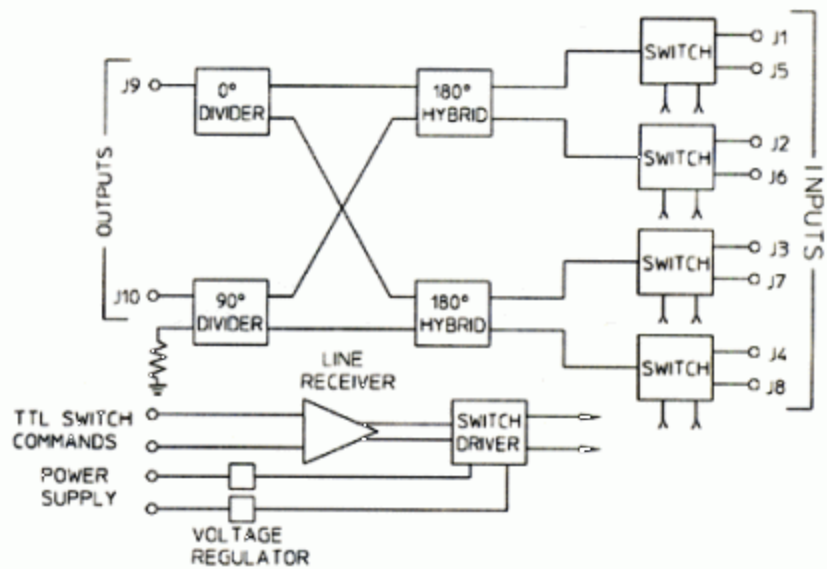 OUTPUTS
J9
J10
0°
DIVIDER
90°
DIVIDER
180°
HYBRID
180°
HYBRID
SWITCH
J1
J5
SWITCH
J2
J6
SWITCH
J3
J7
SWITCH
J4
J8
INPUTS
LINE
RECEIVER
TTL SWITCH
COMMANDS
SWITCH
DRIVER
POWER
SUPPLY
VOLTAGE
REGULATOR